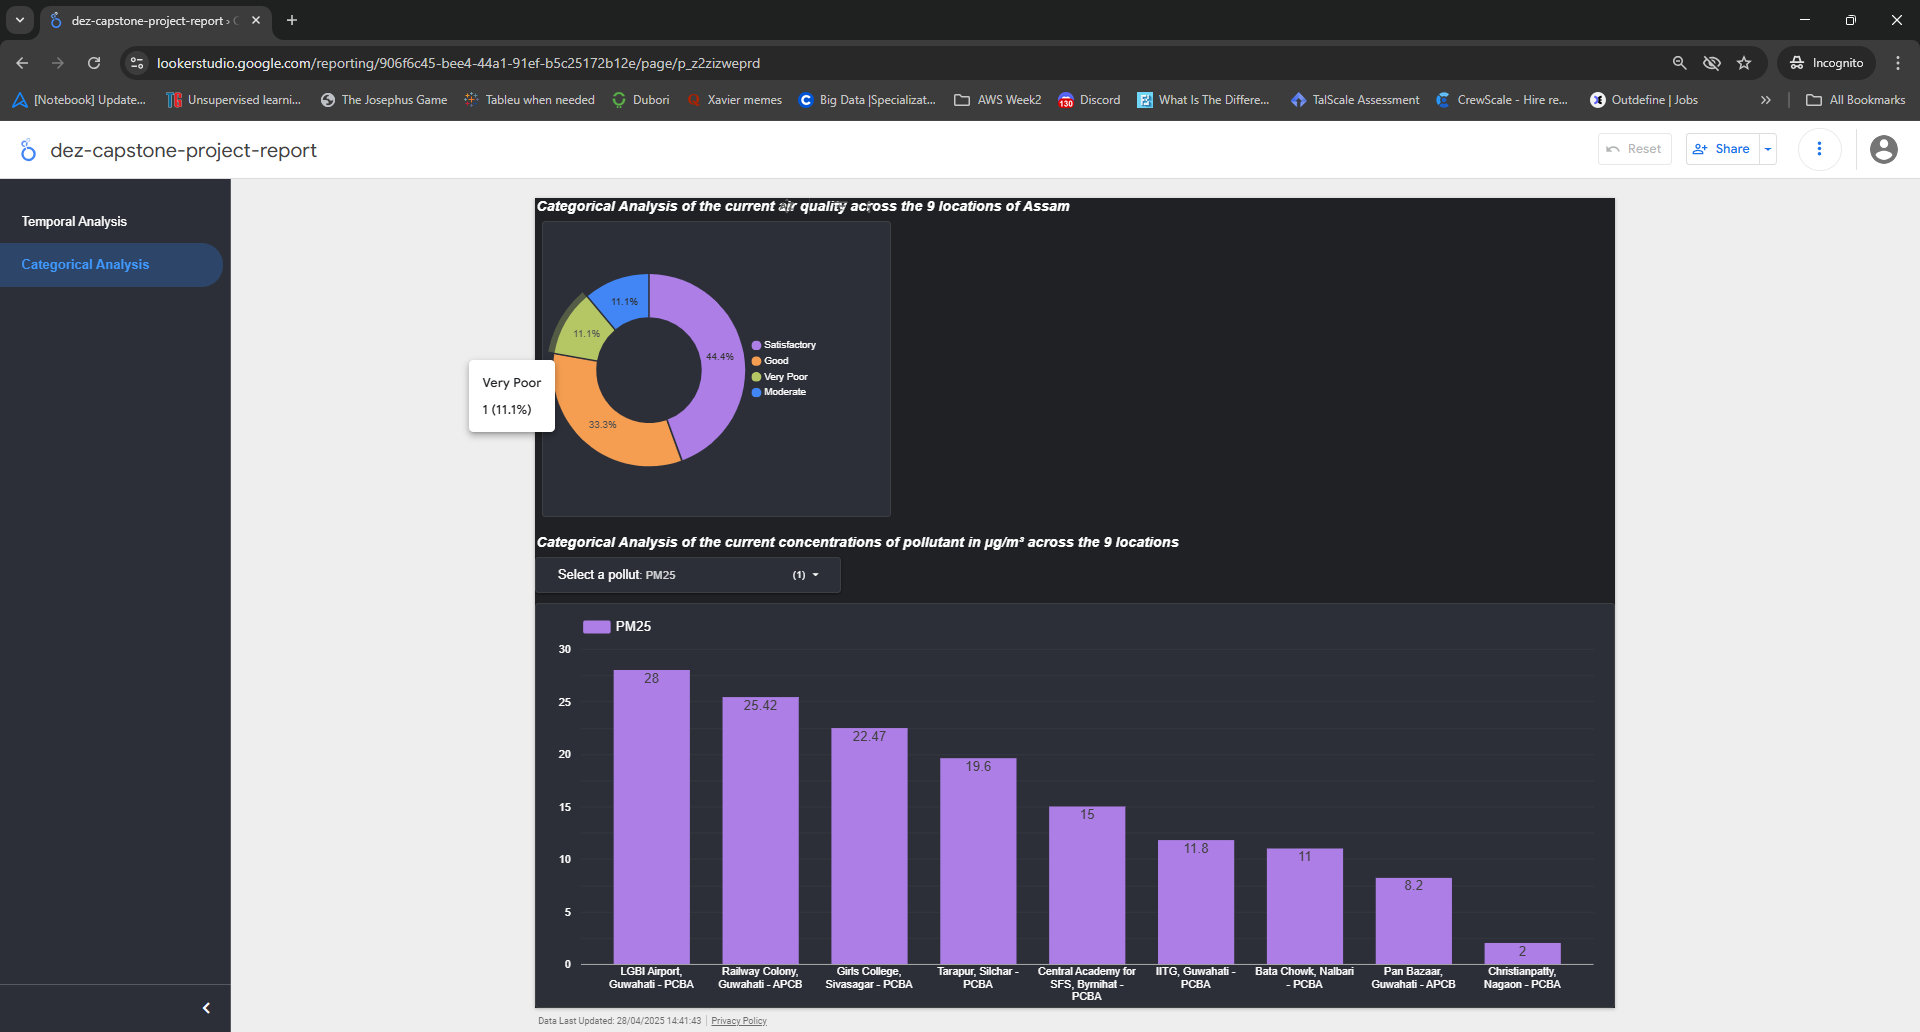 dez-capstone-project-report › C
lookerstudio.google.com/reporting/906f6c45-bee4-44a1-91ef-b5c25172b12e/page/p_z2zizweprd
Incognito
[Notebook] Update...
Unsupervised learni...
The Josephus Game
Tableu when needed
Dubori
Xavier memes
Big Data |Specializat...
AWS Week2
130
Discord
What Is The Differe...
TalScale Assessment
CrewScale - Hire re...
Outdefine | Jobs
All Bookmarks
dez-capstone-project-report
Reset
Share
Temporal Analysis
Categorical Analysis
Categorical Analysis of the current air quality across the 9 locations of Assam
11.1%
11.1%
44.4%
33.3%
Satisfactory
Good
Very Poor
Moderate
Very Poor
1 (11.1%)
Categorical Analysis of the current concentrations of pollutant in µg/m³ across the 9 locations
Select a pollut: PM25 (1)
PM25
30
25
20
15
10
5
0
28
25.42
22.47
19.6
15
11.8
11
8.2
2
LGBI Airport,
Guwahati - PCBA
Railway Colony,
Guwahati - APCB
Girls College,
Sivasagar - PCBA
Tarapur, Silchar -
PCBA
Central Academy for
SFS, Byrnihat -
PCBA
IITG, Guwahati -
PCBA
Bata Chowk, Nalbari
- PCBA
Pan Bazaar,
Guwahati - APCB
Christianpatty,
Nagaon - PCBA
Data Last Updated: 28/04/2025 14:41:43
Privacy Policy